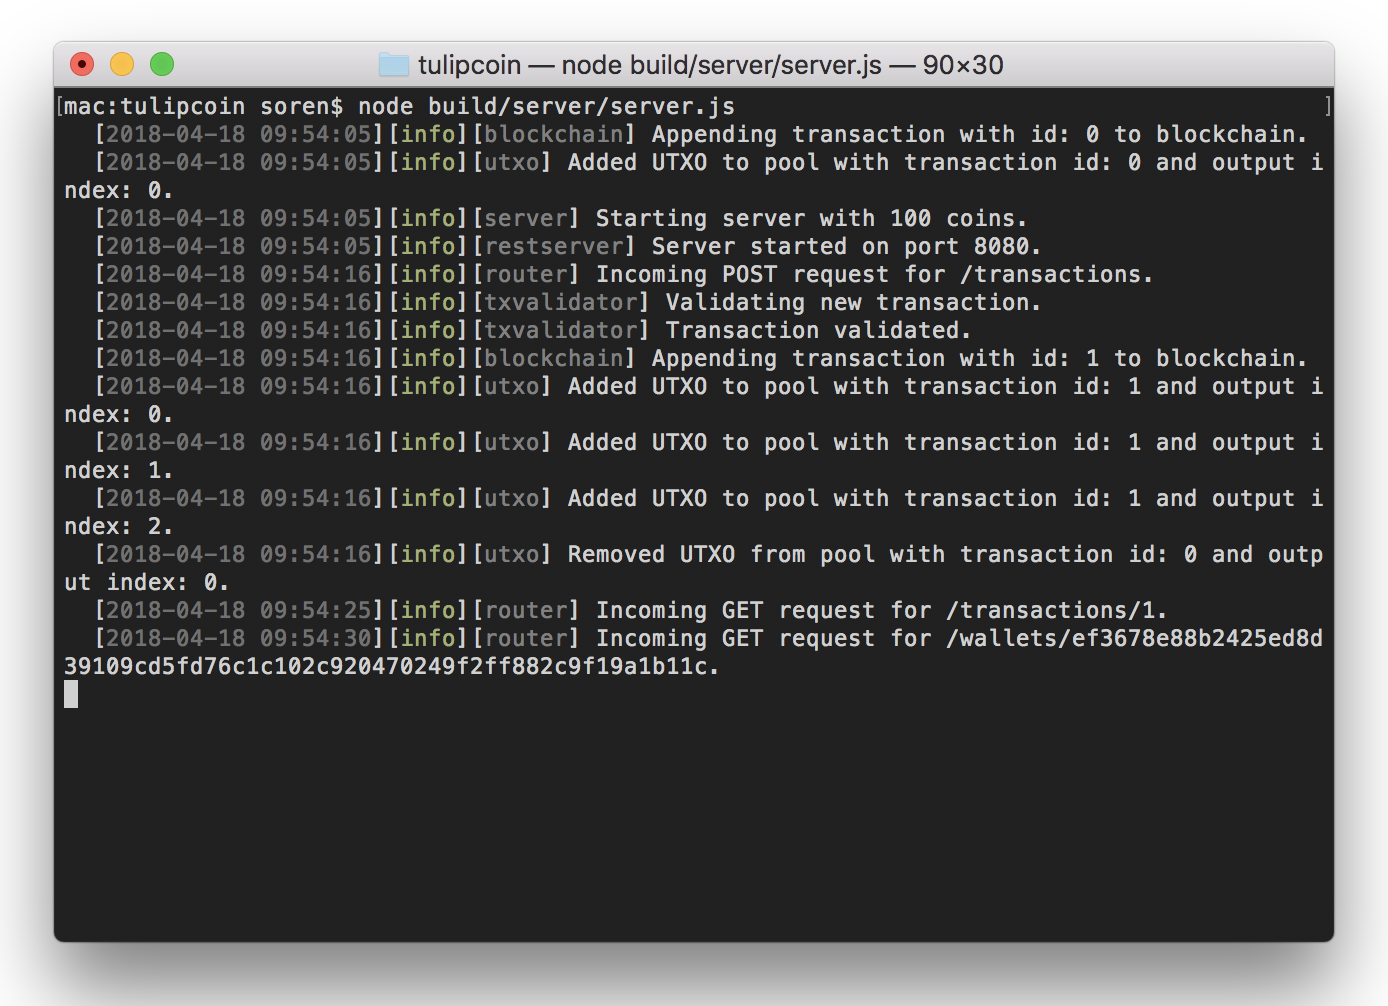 tulipcoin — node build/server/server.js — 90×30
[mac:tulipcoin soren$ node build/server/server.js ]
[2018-04-18 09:54:05][info][blockchain] Appending transaction with id: 0 to blockchain.
[2018-04-18 09:54:05][info][utxo] Added UTXO to pool with transaction id: 0 and output i
ndex: 0.
[2018-04-18 09:54:05][info][server] Starting server with 100 coins.
[2018-04-18 09:54:05][info][restserver] Server started on port 8080.
[2018-04-18 09:54:16][info][router] Incoming POST request for /transactions.
[2018-04-18 09:54:16][info][txvalidator] Validating new transaction.
[2018-04-18 09:54:16][info][txvalidator] Transaction validated.
[2018-04-18 09:54:16][info][blockchain] Appending transaction with id: 1 to blockchain.
[2018-04-18 09:54:16][info][utxo] Added UTXO to pool with transaction id: 1 and output i
ndex: 0.
[2018-04-18 09:54:16][info][utxo] Added UTXO to pool with transaction id: 1 and output i
ndex: 1.
[2018-04-18 09:54:16][info][utxo] Added UTXO to pool with transaction id: 1 and output i
ndex: 2.
[2018-04-18 09:54:16][info][utxo] Removed UTXO from pool with transaction id: 0 and outp
ut index: 0.
[2018-04-18 09:54:25][info][router] Incoming GET request for /transactions/1.
[2018-04-18 09:54:30][info][router] Incoming GET request for /wallets/ef3678e88b2425ed8d
39109cd5fd76c1c102c920470249f2ff882c9f19a1b11c.